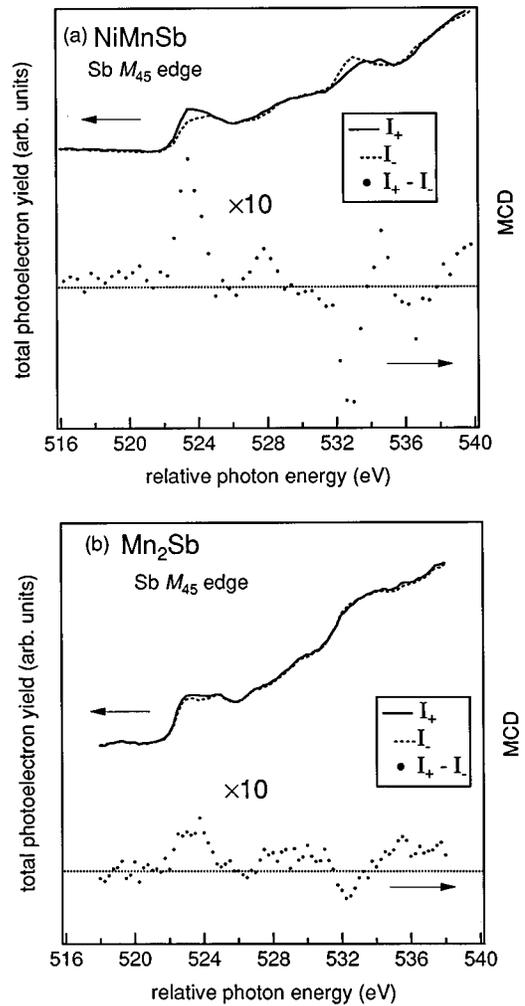 (a) NiMnSb
Sb M45 edge
I+
I-
I+ - I-
×10
total photoelectron yield (arb. units)
MCD
516 520 524 528 532 536 540
relative photon energy (eV)
(b) Mn2Sb
Sb M45 edge
I+
I-
I+ - I-
×10
total photoelectron yield (arb. units)
MCD
516 520 524 528 532 536 540
relative photon energy (eV)